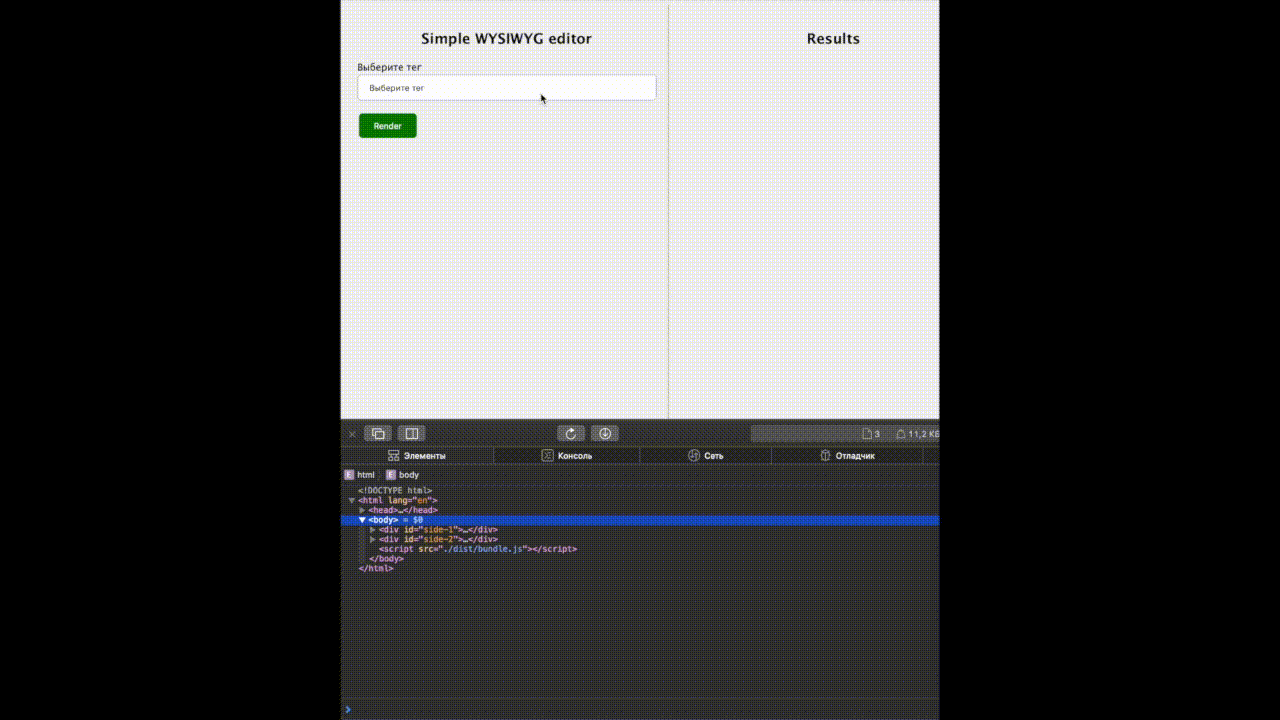 Simple WYSIWYG editor
Results
Выберите тег
Выберите тег
Render
3
11,2 КБ
Элементы
Консоль
Сеть
Отладчик
E html E body
<!DOCTYPE html>
<html lang="en">
<head>…</head>
<body> = $0
<div id="side-1">…</div>
<div id="side-2">…</div>
<script src="./dist/bundle.js"></script>
</body>
</html>